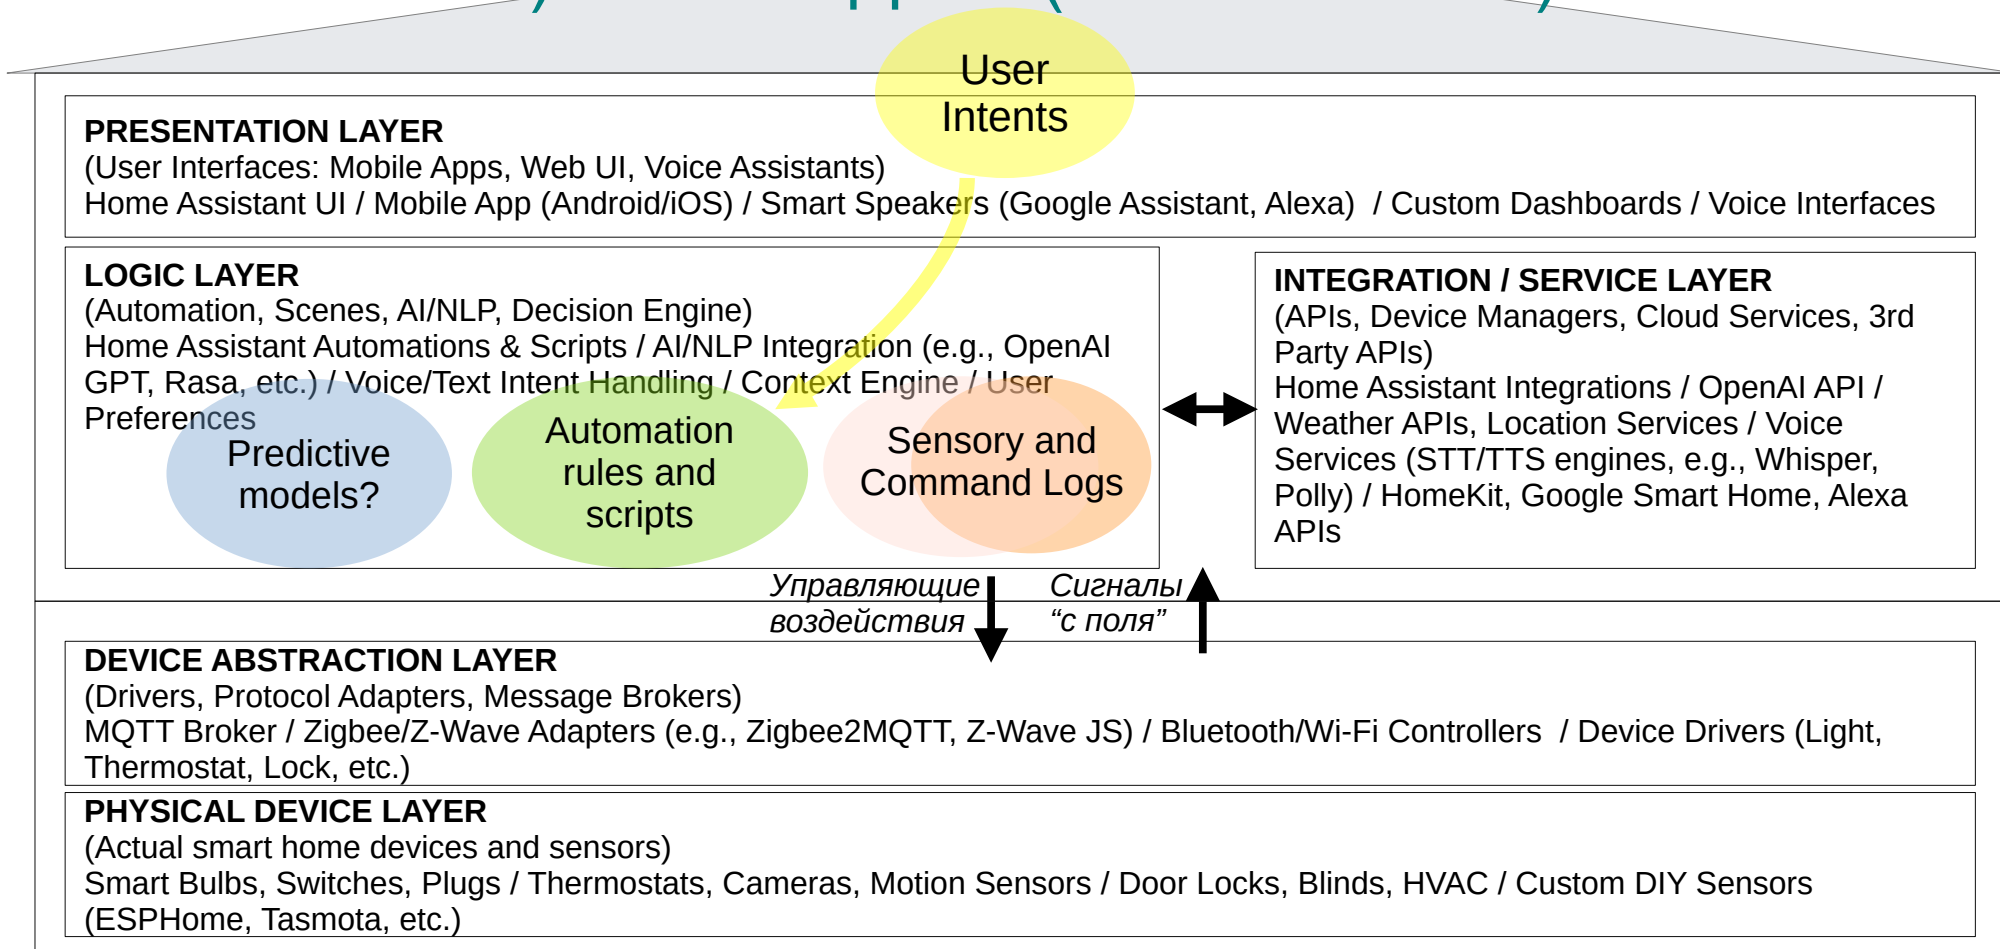 User
Intents
PRESENTATION LAYER
(User Interfaces: Mobile Apps, Web UI, Voice Assistants)
Home Assistant UI / Mobile App (Android/iOS) / Smart Speakers (Google Assistant, Alexa)  / Custom Dashboards / Voice Interfaces
LOGIC LAYER
(Automation, Scenes, AI/NLP, Decision Engine)
Home Assistant Automations & Scripts / AI/NLP Integration (e.g., OpenAI
GPT, Rasa, etc.) / Voice/Text Intent Handling / Context Engine / User
Preferences
Predictive
models?
Automation
rules and
scripts
Sensory and
Command Logs
INTEGRATION / SERVICE LAYER
(APIs, Device Managers, Cloud Services, 3rd
Party APIs)
Home Assistant Integrations / OpenAI API /
Weather APIs, Location Services / Voice
Services (STT/TTS engines, e.g., Whisper,
Polly) / HomeKit, Google Smart Home, Alexa
APIs
Управляющие
воздействия
Сигналы
“с поля”
DEVICE ABSTRACTION LAYER
(Drivers, Protocol Adapters, Message Brokers)
MQTT Broker / Zigbee/Z-Wave Adapters (e.g., Zigbee2MQTT, Z-Wave JS) / Bluetooth/Wi-Fi Controllers  / Device Drivers (Light,
Thermostat, Lock, etc.)
PHYSICAL DEVICE LAYER
(Actual smart home devices and sensors)
Smart Bulbs, Switches, Plugs / Thermostats, Cameras, Motion Sensors / Door Locks, Blinds, HVAC / Custom DIY Sensors
(ESPHome, Tasmota, etc.)